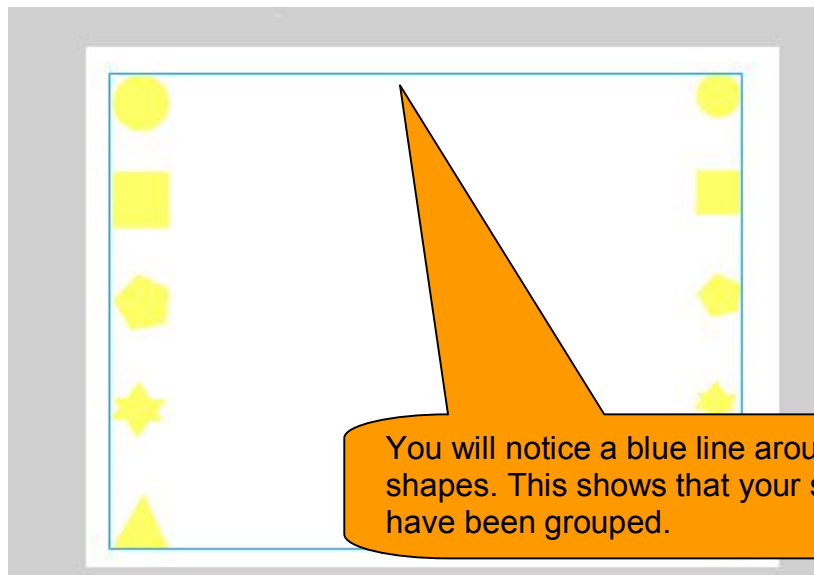 You will notice a blue line arou
shapes. This shows that your s
have been grouped.